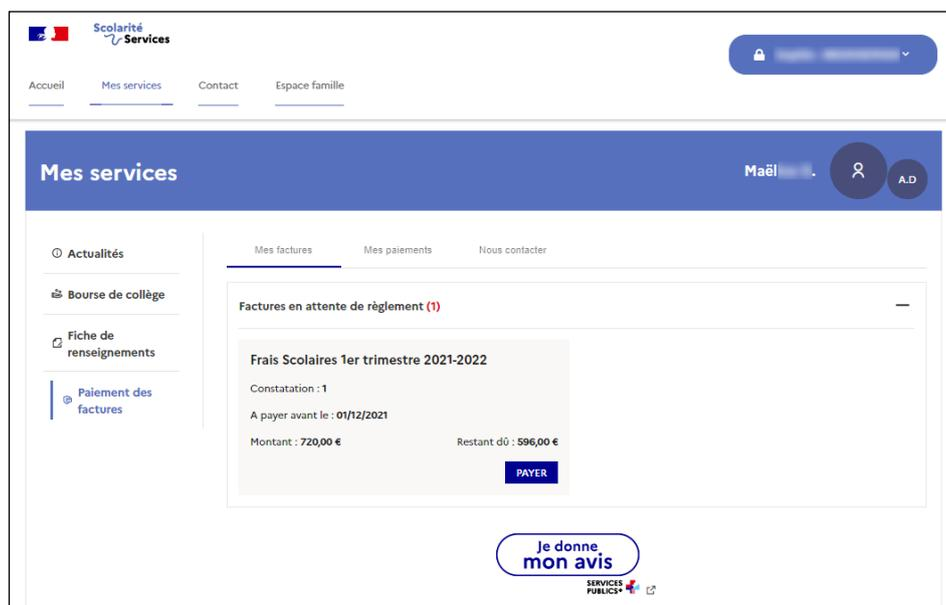 Scolarité
Services
Accueil
Mes services
Contact
Espace famille
Mes services
Maël
A.D
Actualités
Bourse de collège
Fiche de
renseignements
Paiement des
factures
Mes factures
Mes paiements
Nous contacter
Factures en attente de règlement (1)
Frais Scolaires 1er trimestre 2021-2022
Constatation : 1
A payer avant le : 01/12/2021
Montant : 720,00 €
Restant dû : 596,00 €
PAYER
Je donne
mon avis
SERVICES
PUBLICS+